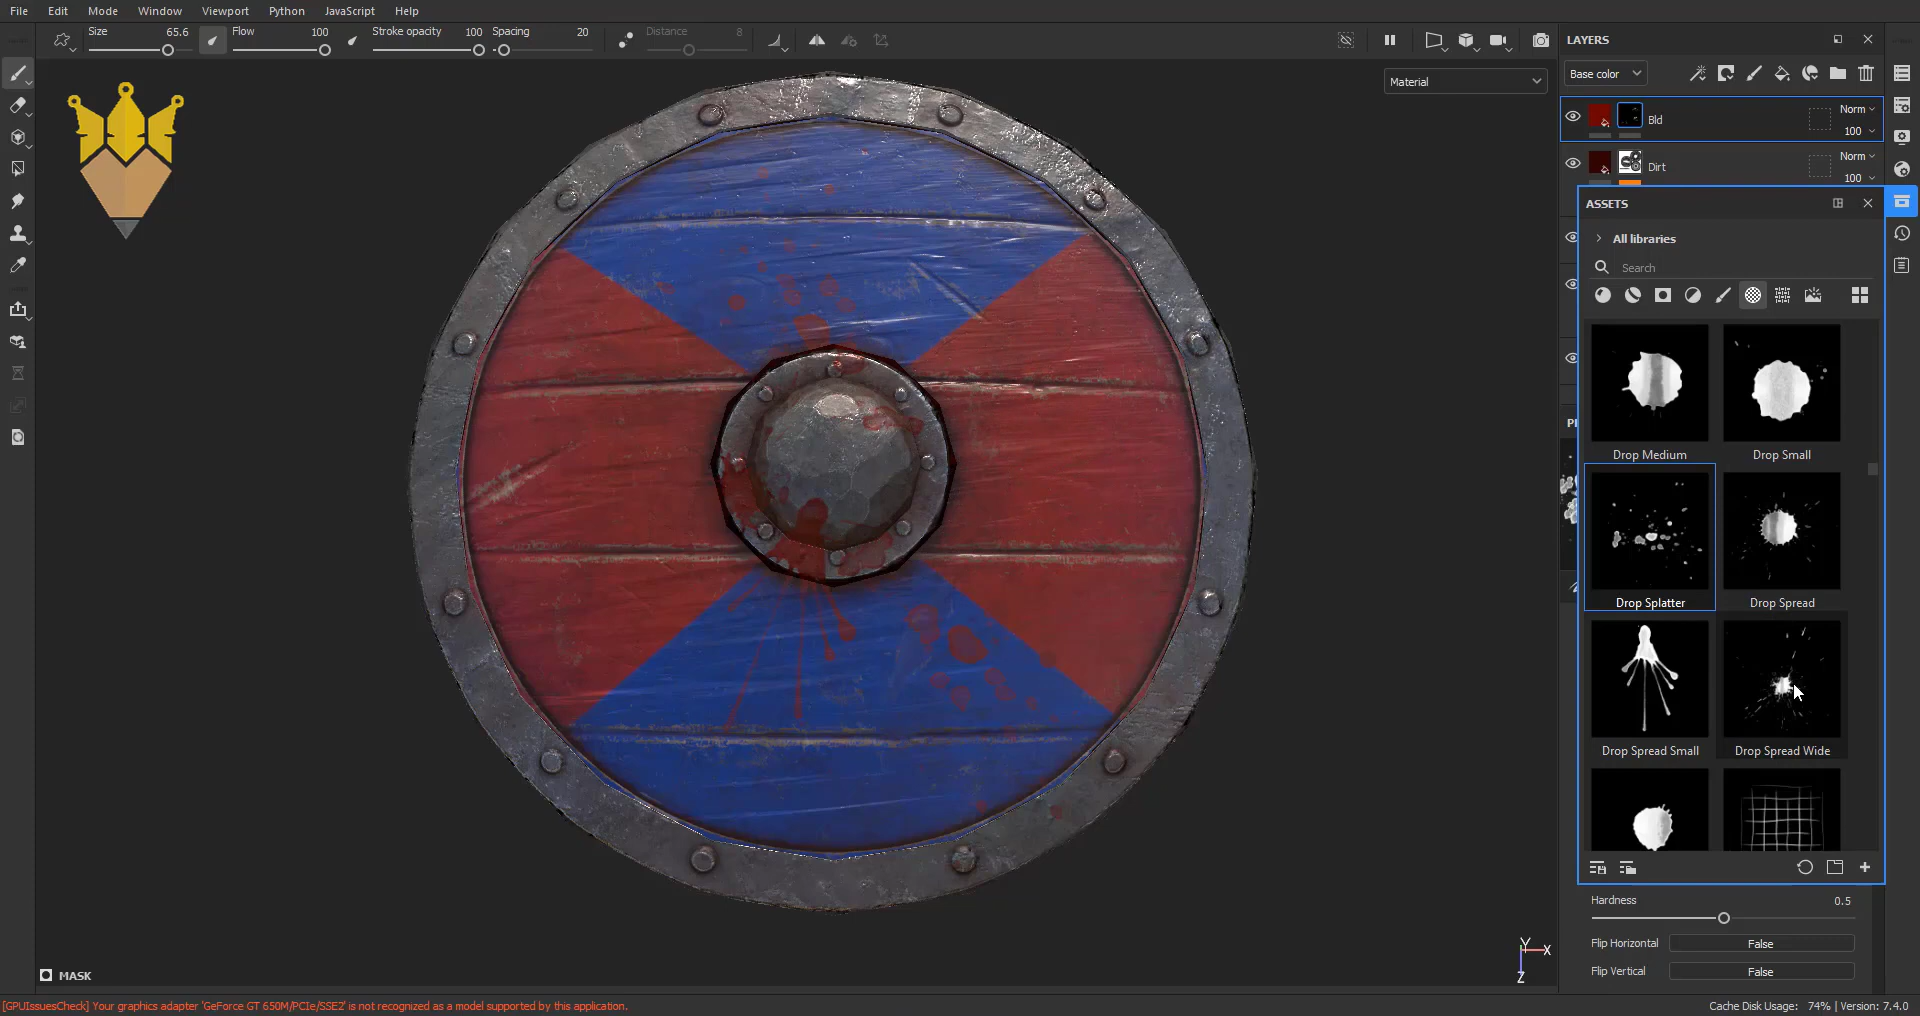 File Edit Mode Window Viewport Python JavaScript Help
Size 65.6 Flow 100 Stroke opacity 100 Spacing 20 Distance 8
Material
LAYERS
Base color
Bld Norm 100
Dirt Norm 100
ASSETS
All libraries
Search
Drop Medium Drop Small
Drop Splatter Drop Spread
Drop Spread Small Drop Spread Wide
Hardness 0.5
Flip Horizontal False
Flip Vertical False
Y
X
Z
MASK
[GPUIssuesCheck] Your graphics adapter 'GeForce GT 650M/PCIe/SSE2' is not recognized as a model supported by this application.
Cache Disk Usage: 74% | Version: 7.4.0